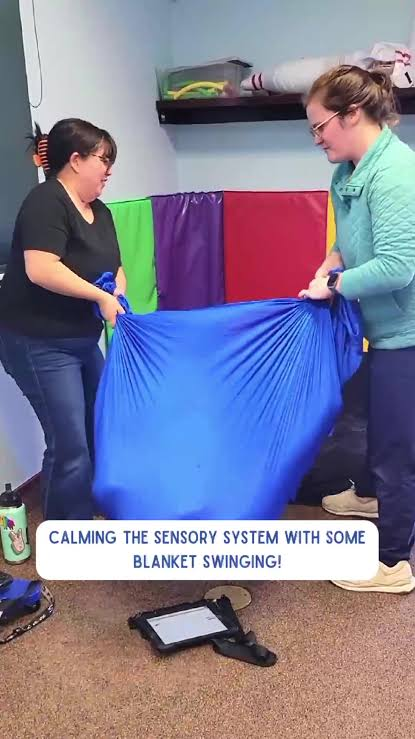 CALMING THE SENSORY SYSTEM WITH SOME
BLANKET SWINGING!